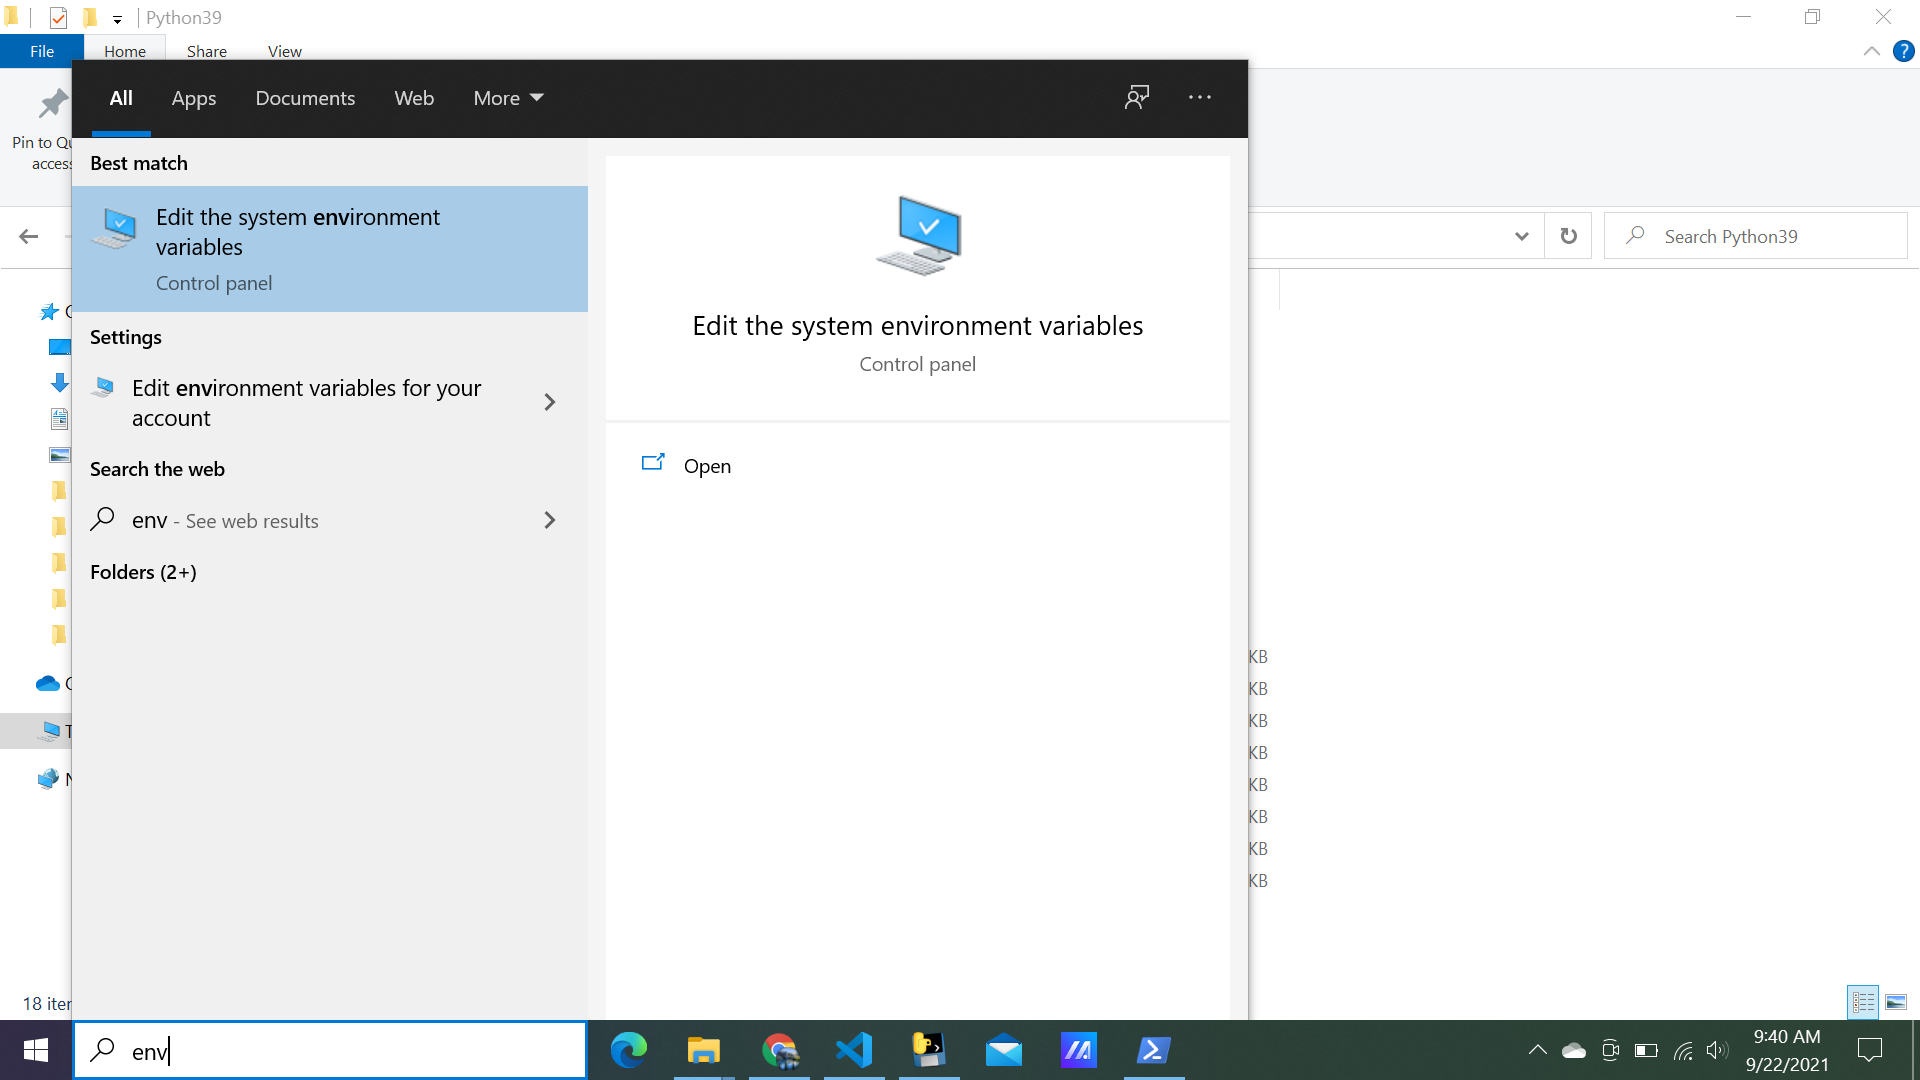 Python39
File
Home
Share
View
?
Pin to Qu
access
All
Apps
Documents
Web
More
Best match
Edit the system environment
variables
Control panel
Settings
Edit environment variables for your
account
Search the web
env - See web results
Folders (2+)
Edit the system environment variables
Control panel
Open
Search Python39
KB
KB
KB
KB
KB
KB
KB
KB
18 iter
env
9:40 AM
9/22/2021